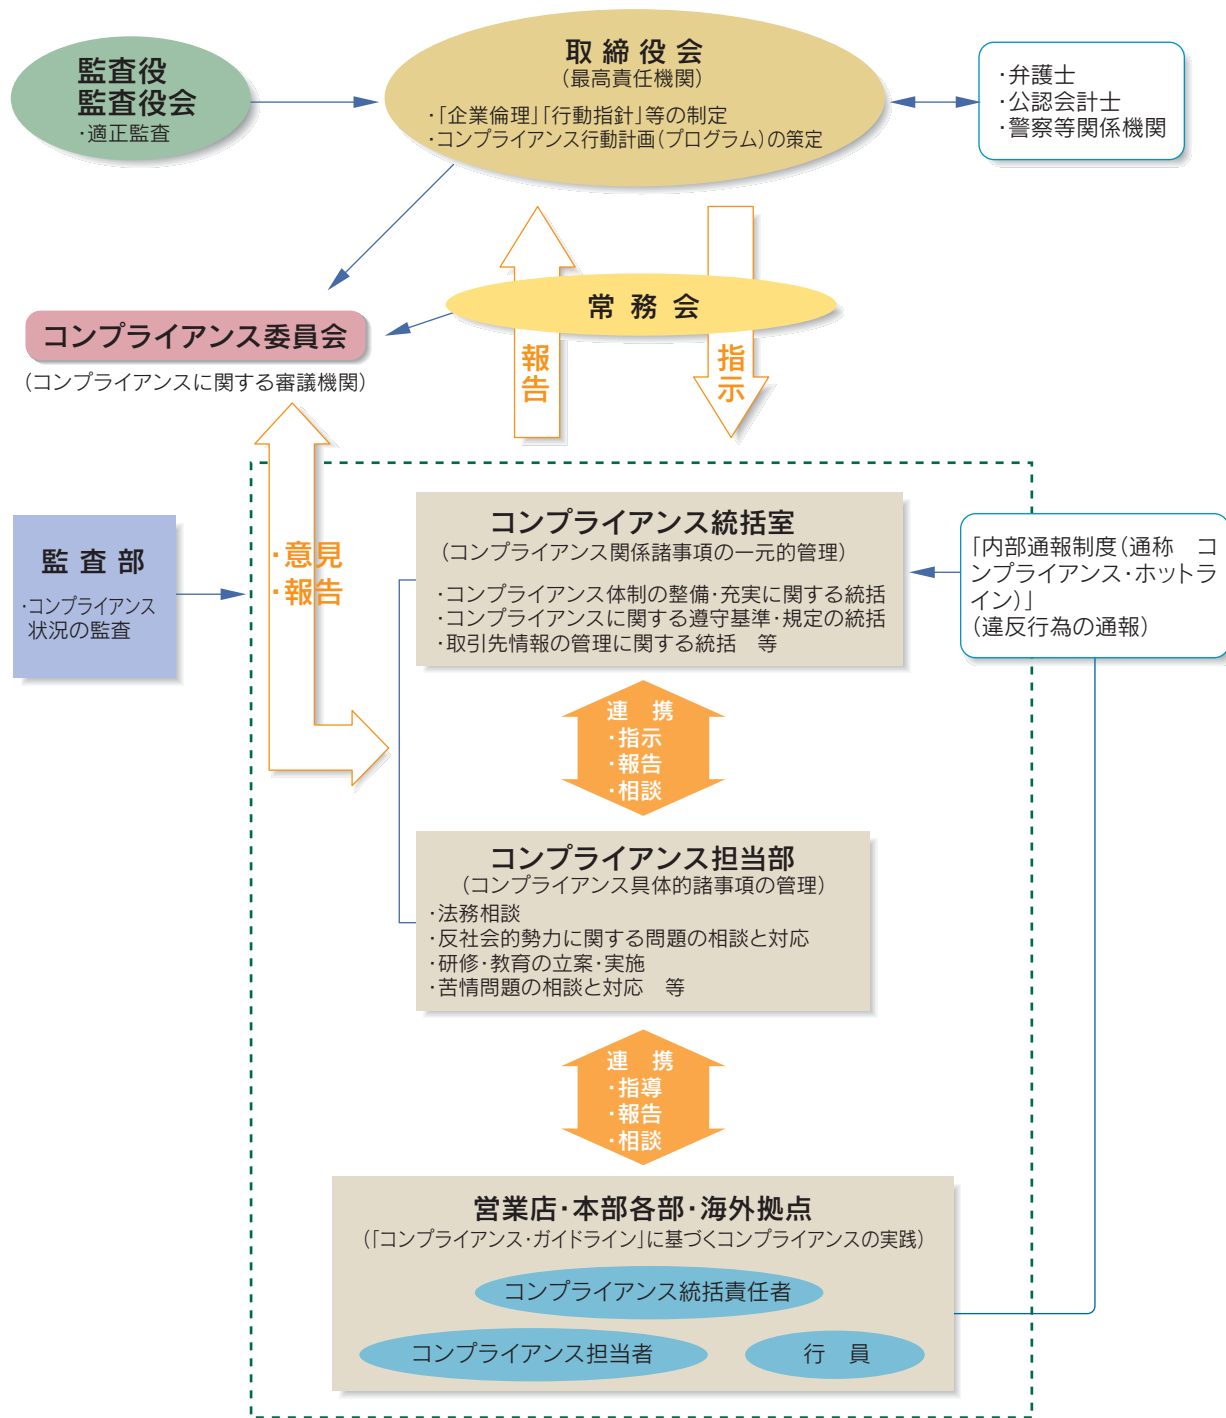 監査役
監査役会
・適正監査
取締役会
（最高責任機関）
・「企業倫理」「行動指針」等の制定
・コンプライアンス行動計画（プログラム）の策定
・弁護士
・公認会計士
・警察等関係機関
常務会
コンプライアンス委員会
（コンプライアンスに関する審議機関）
報告
指示
・意見
・報告
監査部
・コンプライアンス
状況の監査
コンプライアンス統括室
（コンプライアンス関係諸事項の一元的管理）
・コンプライアンス体制の整備・充実に関する統括
・コンプライアンスに関する遵守基準・規定の統括
・取引先情報の管理に関する統括　等
「内部通報制度（通称　コ
ンプライアンス・ホットラ
イン）」
（違反行為の通報）
連　携
・指示
・報告
・相談
コンプライアンス担当部
（コンプライアンス具体的諸事項の管理）
・法務相談
・反社会的勢力に関する問題の相談と対応
・研修・教育の立案・実施
・苦情問題の相談と対応　等
連　携
・指導
・報告
・相談
営業店・本部各部・海外拠点
（「コンプライアンス・ガイドライン」に基づくコンプライアンスの実践）
コンプライアンス統括責任者
コンプライアンス担当者
行　員